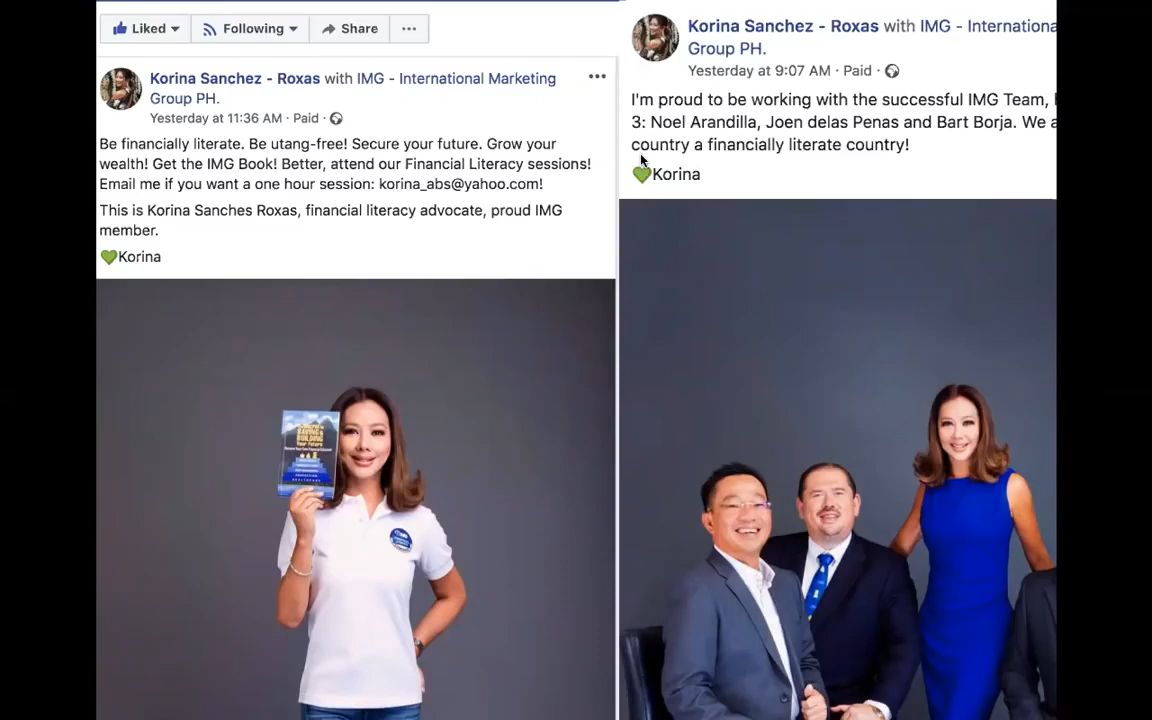 Liked
Following
Share
Korina Sanchez - Roxas with IMG - International Marketing
Group PH.
Yesterday at 11:36 AM · Paid ·
Be financially literate. Be utang-free! Secure your future. Grow your
wealth! Get the IMG Book! Better, attend our Financial Literacy sessions!
Email me if you want a one hour session: korina_abs@yahoo.com!
This is Korina Sanches Roxas, financial literacy advocate, proud IMG
member.
💚Korina
SAVING &
BUILDING
Your Future
Korina Sanchez - Roxas with IMG - Internationa
Group PH.
Yesterday at 9:07 AM · Paid ·
I'm proud to be working with the successful IMG Team,
3: Noel Arandilla, Joen delas Penas and Bart Borja. We a
country a financially literate country!
💚Korina